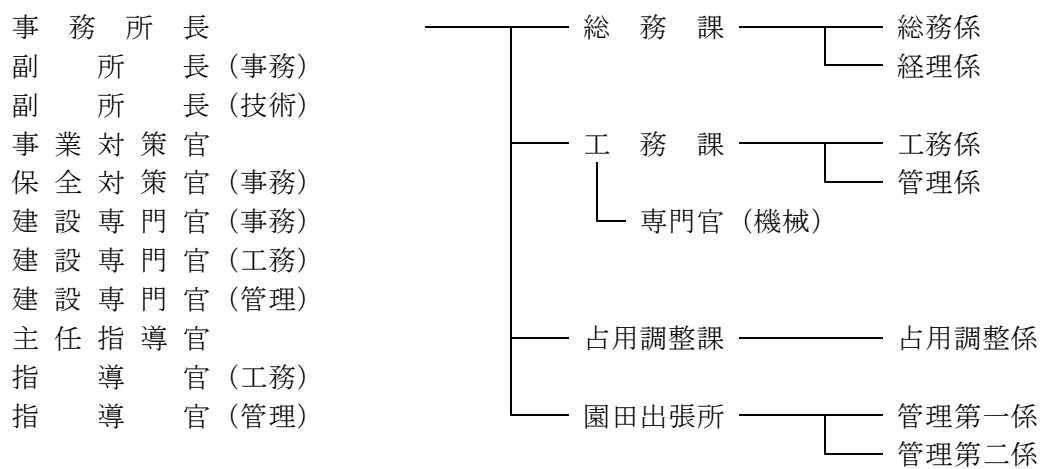 事務所長 総務課 総務係
副所長（事務） 経理係
副所長（技術）
事業対策官 工務課 工務係
保全対策官（事務） 管理係
建設専門官（事務） 専門官（機械）
建設専門官（工務）
建設専門官（管理）
主任指導官 占用調整課 占用調整係
指導官（工務）
指導官（管理） 園田出張所 管理第一係
管理第二係